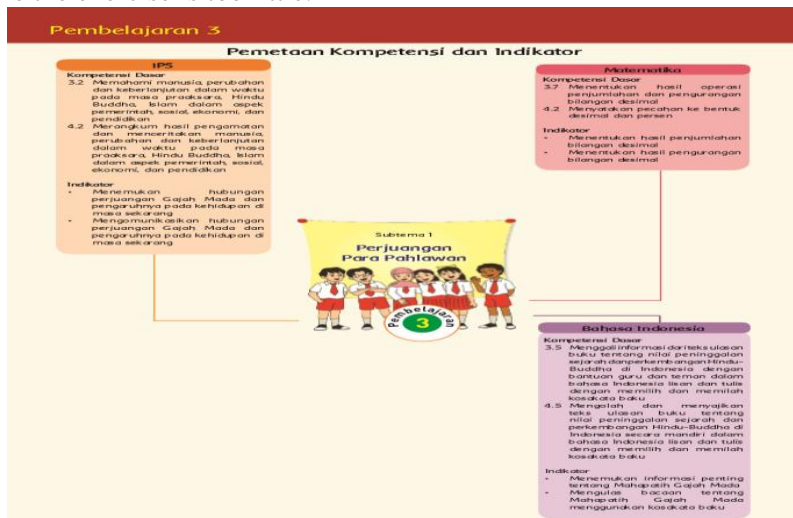 Pembelajaran 3
Pemetaan Kompetensi dan Indikator
IPS
Kompetensi Dasar
3.2 Memahami manusia, perubahan
dan keberlanjutan dalam waktu
pada masa praaksara, Hindu
Buddha, Islam dalam aspek
pemerintah, sosial, ekonomi, dan
pendidikan
4.2 Merangkum hasil pengamatan
dan menceritakan manusia,
perubahan dan keberlanjutan
dalam waktu pada masa
praaksara, Hindu Buddha, Islam
dalam aspek pemerintah, sosial,
ekonomi, dan pendidikan
Indikator
• Menemukan hubungan
perjuangan Gajah Mada dan
pengaruhnya pada kehidupan di
masa sekarang
• Mengomunikasikan hubungan
perjuangan Gajah Mada dan
pengaruhnya pada kehidupan di
masa sekarang
Matematika
Kompetensi Dasar
3.7 Menentukan hasil operasi
penjumlahan dan pengurangan
bilangan desimal
4.2 Menyatakan pecahan ke bentuk
desimal dan persen
Indikator
• Menentukan hasil penjumlahan
bilangan desimal
• Menentukan hasil pengurangan
bilangan desimal
Subtema 1
Perjuangan
Para Pahlawan
Pembelajaran
3
Bahasa Indonesia
Kompetensi Dasar
3.5 Menggali informasi dari teks ulasan
buku tentang nilai peninggalan
sejarah dan perkembangan Hindu-
Buddha di Indonesia dengan
bantuan guru dan teman dalam
bahasa Indonesia lisan dan tulis
dengan memilih dan memilah
kosakata baku
4.5 Mengolah dan menyajikan
teks ulasan buku tentang
nilai peninggalan sejarah dan
perkembangan Hindu-Buddha di
Indonesia secara mandiri dalam
bahasa Indonesia lisan dan tulis
dengan memilih dan memilah
kosakata baku
Indikator
• Menemukan informasi penting
tentang Mahapatih Gajah Mada
• Mengulas bacaan tentang
Mahapatih Gajah Mada
menggunakan kosakata baku